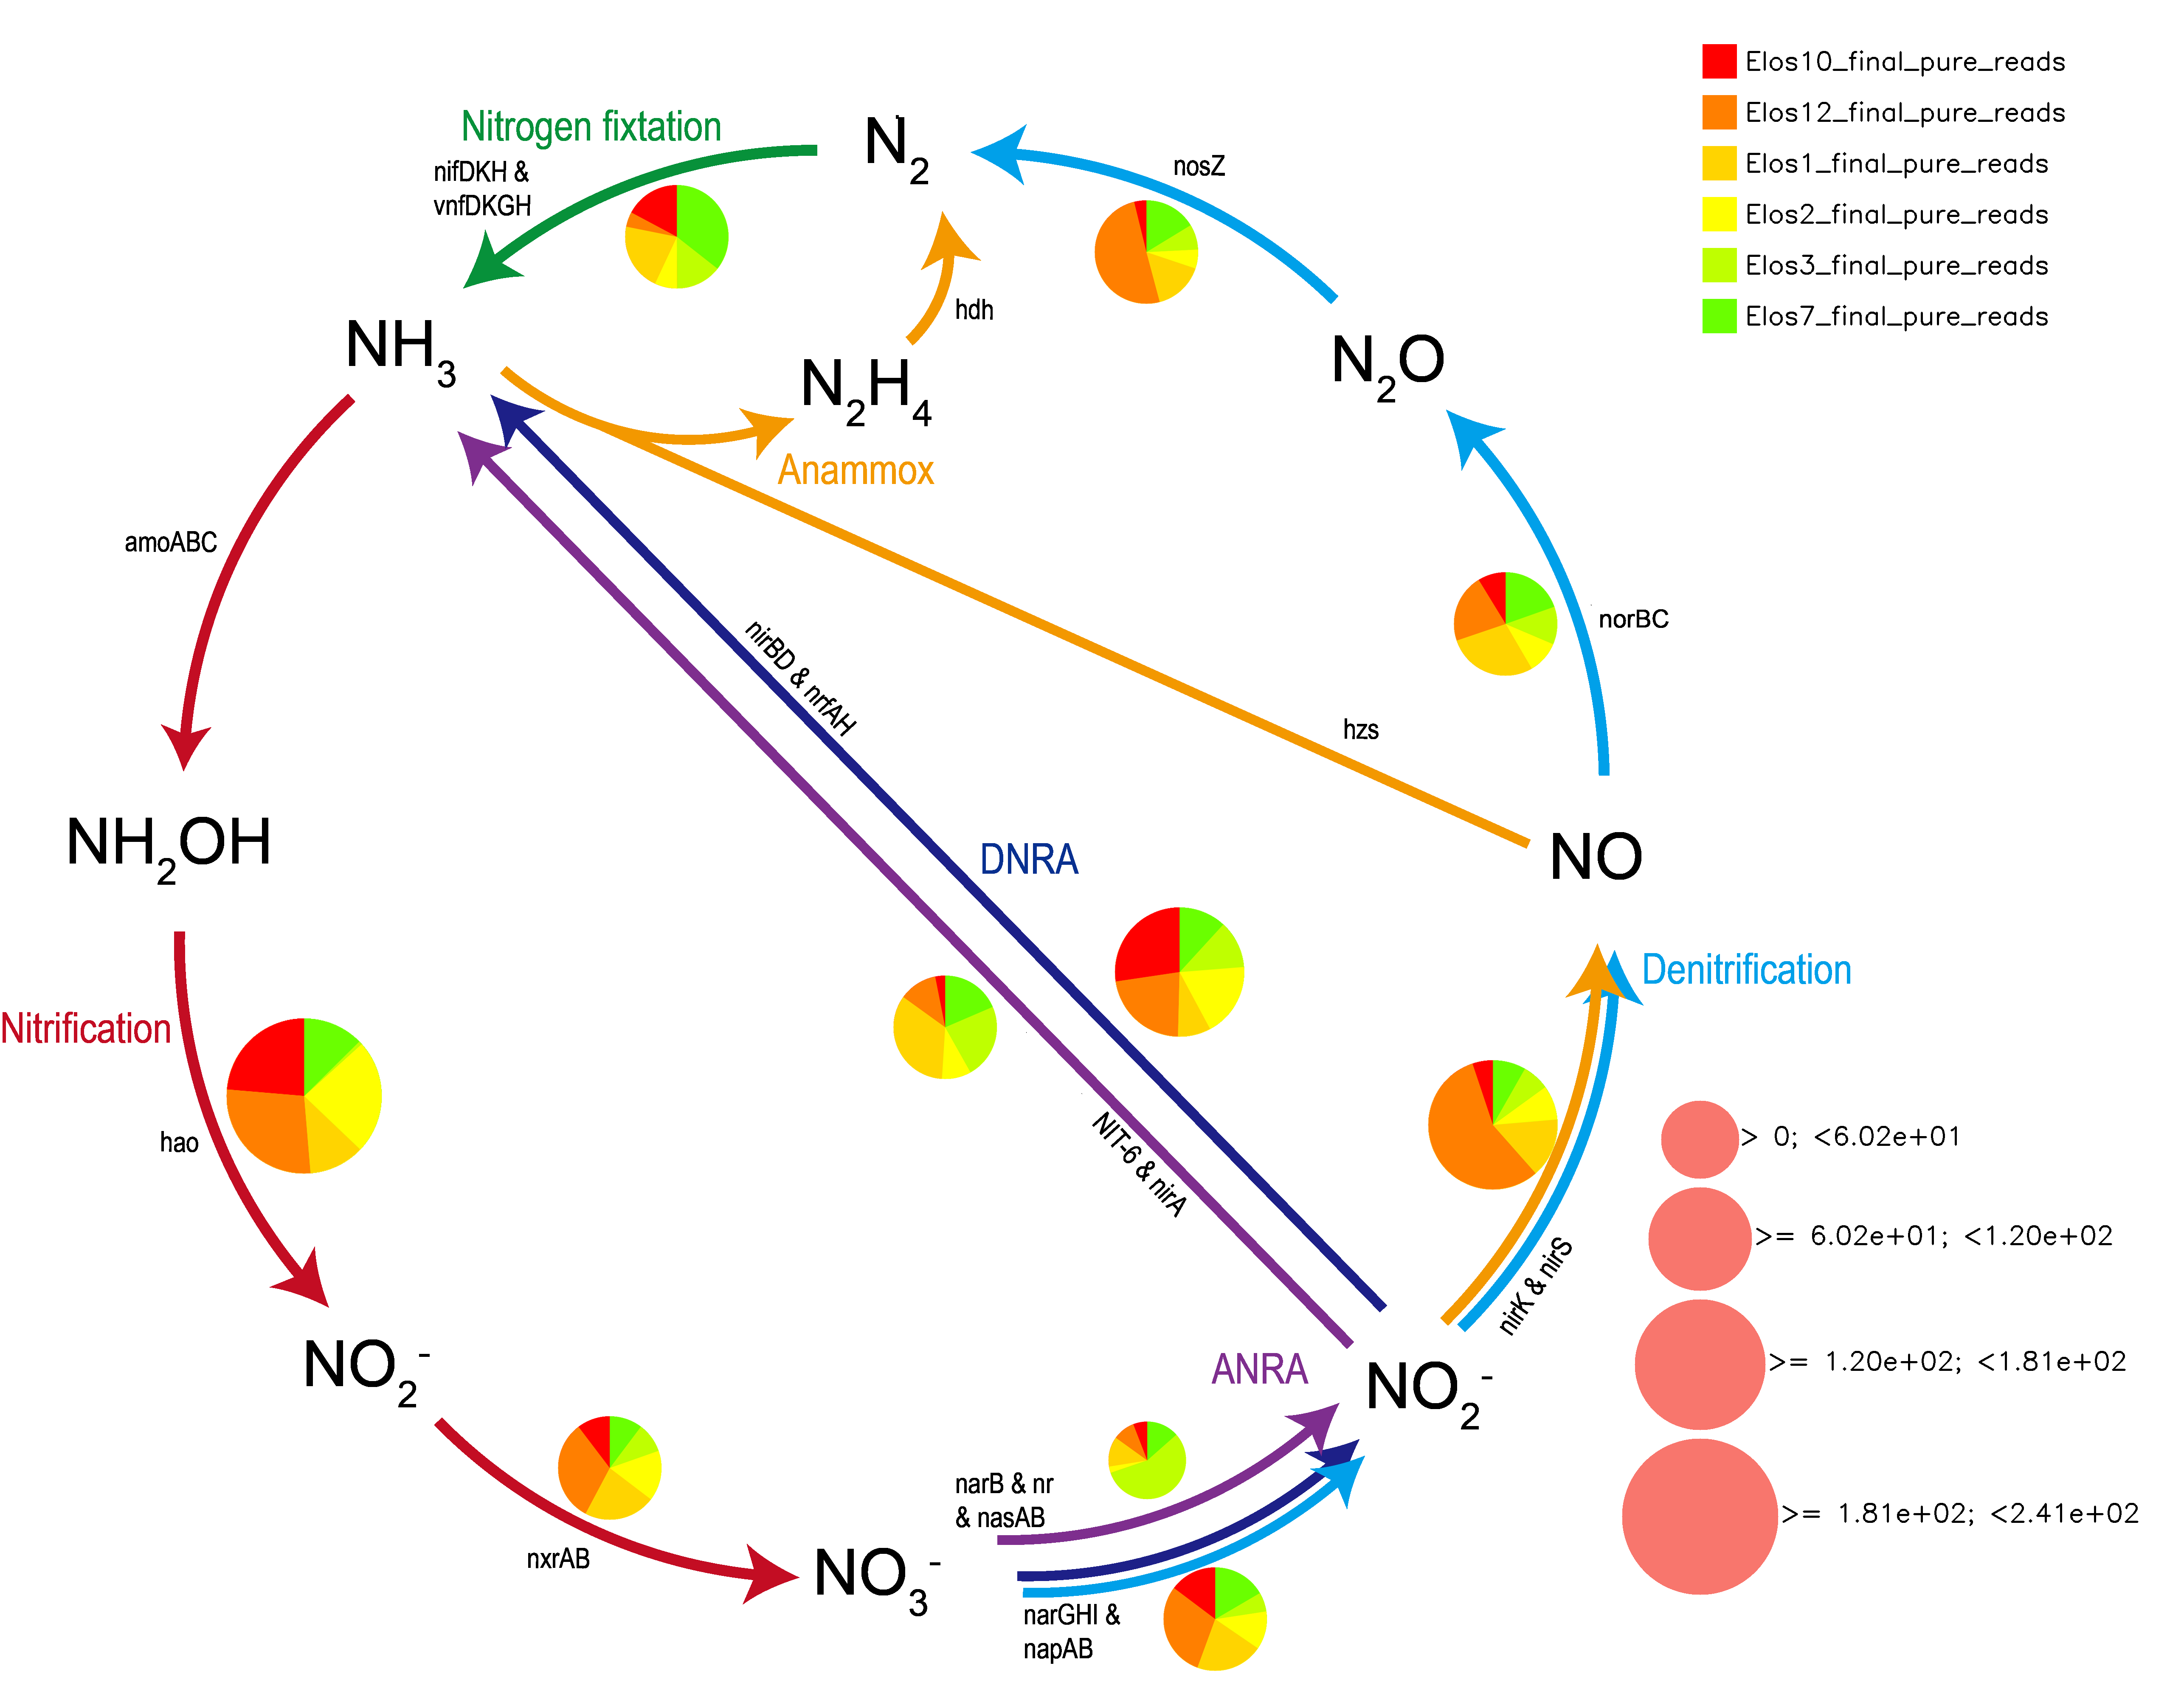 Elos10_final_pure_reads
Elos12_final_pure_reads
Elos1_final_pure_reads
Elos2_final_pure_reads
Elos3_final_pure_reads
Elos7_final_pure_reads
Nitrogen fixtation
nifDKH &
vnfDKGH
N2
nosZ
hdh
NH3
N2H4
N2O
Anammox
amoABC
nirBD & nrfAH
norBC
hzs
NH2OH
DNRA
NO
Denitrification
Nitrification
hao
NIT-6 & nirA
nirK & nirS
> 0; <6.02e+01
>= 6.02e+01; <1.20e+02
>= 1.20e+02; <1.81e+02
>= 1.81e+02; <2.41e+02
NO2-
ANRA
NO2-
narB & nr
& nasAB
nxrAB
NO3-
narGHI &
napAB